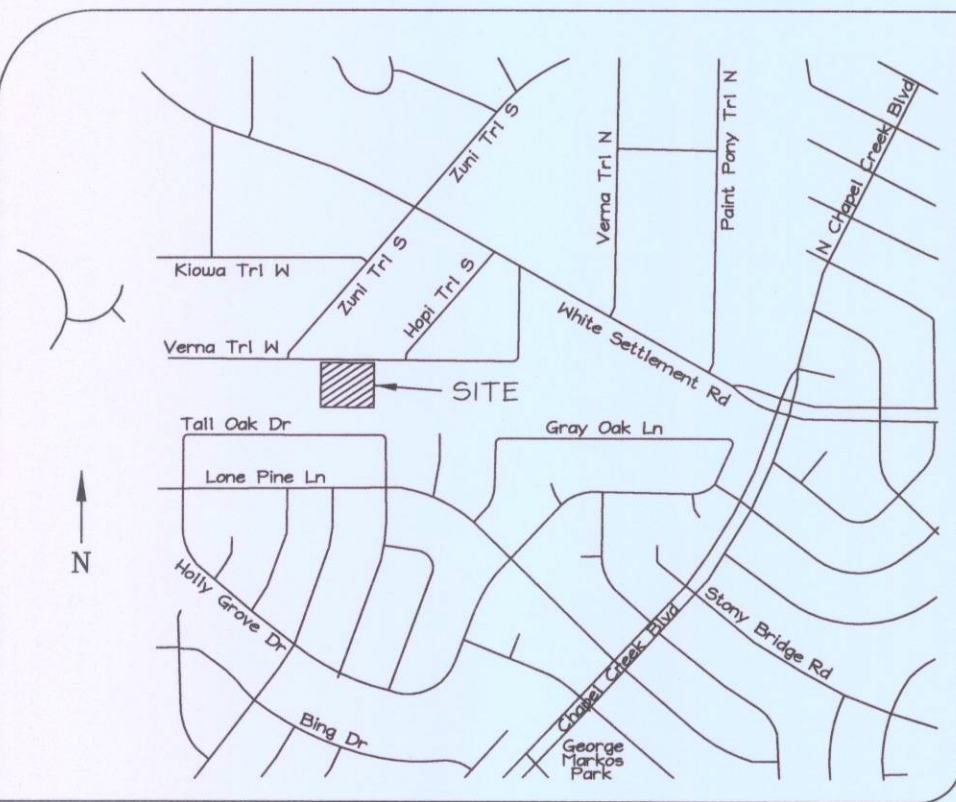 Zuni Trl S
Verna Trl N
Paint Pony Trl N
N Chapel Creek Blvd
Kiowa Trl W
Zuni Trl S
Hopi Trl S
White Settlement Rd
Verna Trl W
SITE
Tall Oak Dr
Gray Oak Ln
Lone Pine Ln
N
Holly Grove Dr
Chapel Creek Blvd
Stony Bridge Rd
Bing Dr
George
Markos
Park